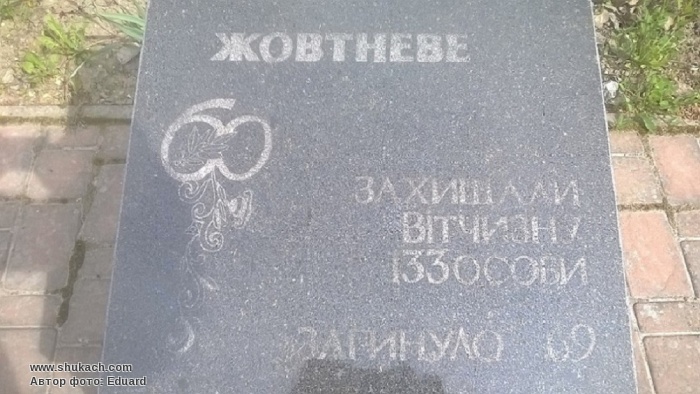 ЖОВТНЕВЕ
60
ЗАХИЩАЛИ
ВІТЧИЗНУ
133 ОСОБИ
ЗАГИНУЛО 69
www.shukach.com
Автор фото: Eduard